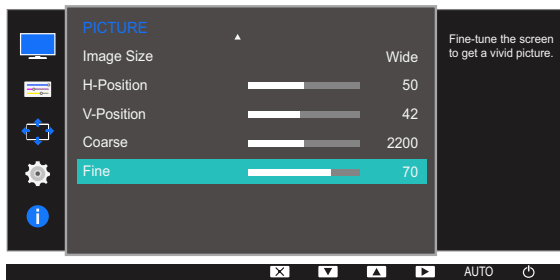 PICTURE
Image Size Wide
H-Position 50
V-Position 42
Coarse 2200
Fine 70
Fine-tune the screen
to get a vivid picture.
AUTO